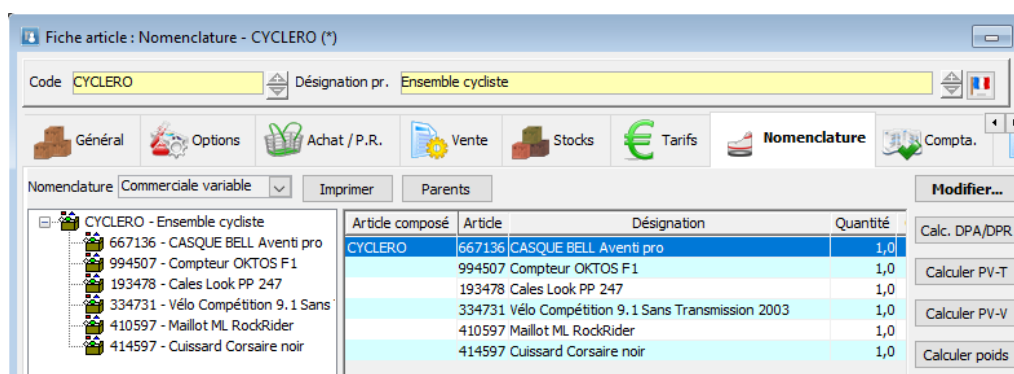 Fiche article : Nomenclature - CYCLERO (*)
Code CYCLERO Désignation pr. Ensemble cycliste
Général Options Achat / P.R. Vente Stocks Tarifs Nomenclature Compta.
Nomenclature Commerciale variable Imprimer Parents Modifier...
CYCLERO - Ensemble cycliste
667136 - CASQUE BELL Aventi pro
994507 - Compteur OKTOS F1
193478 - Cales Look PP 247
334731 - Vélo Compétition 9.1 Sans
410597 - Maillot ML RockRider
414597 - Cuissard Corsaire noir
Article composé Article Désignation Quantité
CYCLERO 667136 CASQUE BELL Aventi pro 1,0
994507 Compteur OKTOS F1 1,0
193478 Cales Look PP 247 1,0
334731 Vélo Compétition 9.1 Sans Transmission 2003 1,0
410597 Maillot ML RockRider 1,0
414597 Cuissard Corsaire noir 1,0
Calc. DPA/DPR
Calculer PV-T
Calculer PV-V
Calculer poids